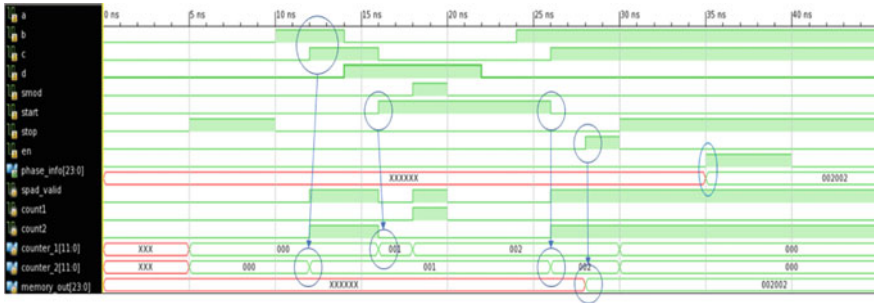 0 ns 5 ns 10 ns 15 ns 20 ns 25 ns 30 ns 35 ns 40 ns
a
b
c
d
smod
start
stop
en
phase_info[23:0] XXXXXX 002002
spad_valid
count1
count2
counter_1[11:0] XXX 000 001 002 000
counter_2[11:0] XXX 000 001 002 000
memory_out[23:0] XXXXXX 002002